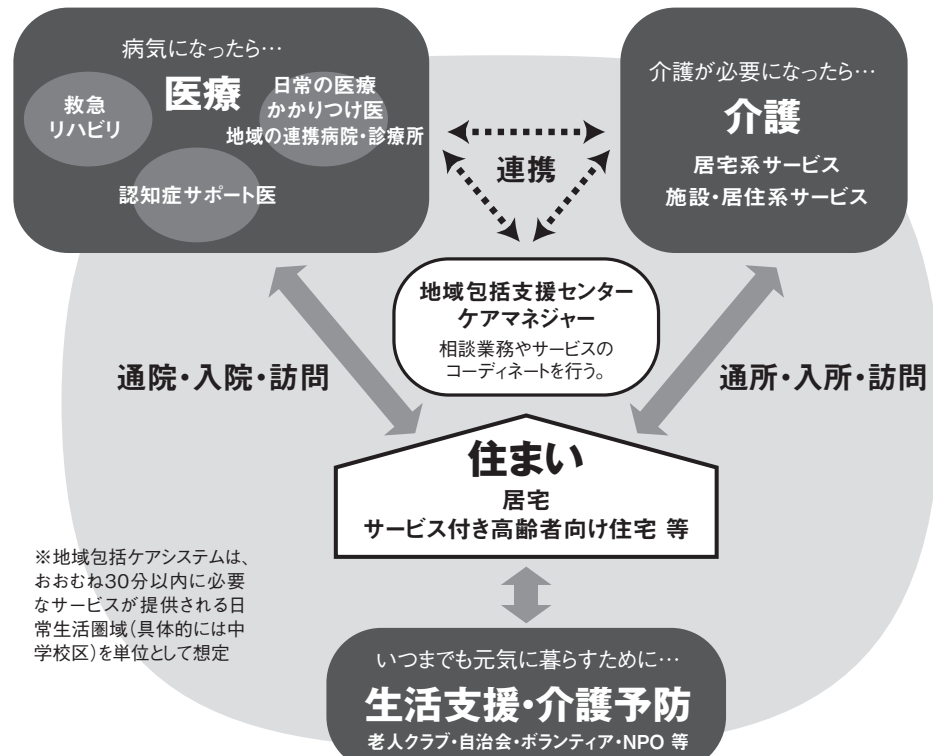 病気になったら…
医療
救急
リハビリ
日常の医療
かかりつけ医
地域の連携病院・診療所
認知症サポート医
介護が必要になったら…
介護
居宅系サービス
施設・居住系サービス
連携
地域包括支援センター
ケアマネジャー
相談業務やサービスの
コーディネートを行う。
通院・入院・訪問
通所・入所・訪問
住まい
居宅
サービス付き高齢者向け住宅 等
※地域包括ケアシステムは、
おおむね30分以内に必要
なサービスが提供される日
常生活圏域(具体的には中
学校区)を単位として想定
いつまでも元気に暮らすために…
生活支援・介護予防
老人クラブ・自治会・ボランティア・NPO 等